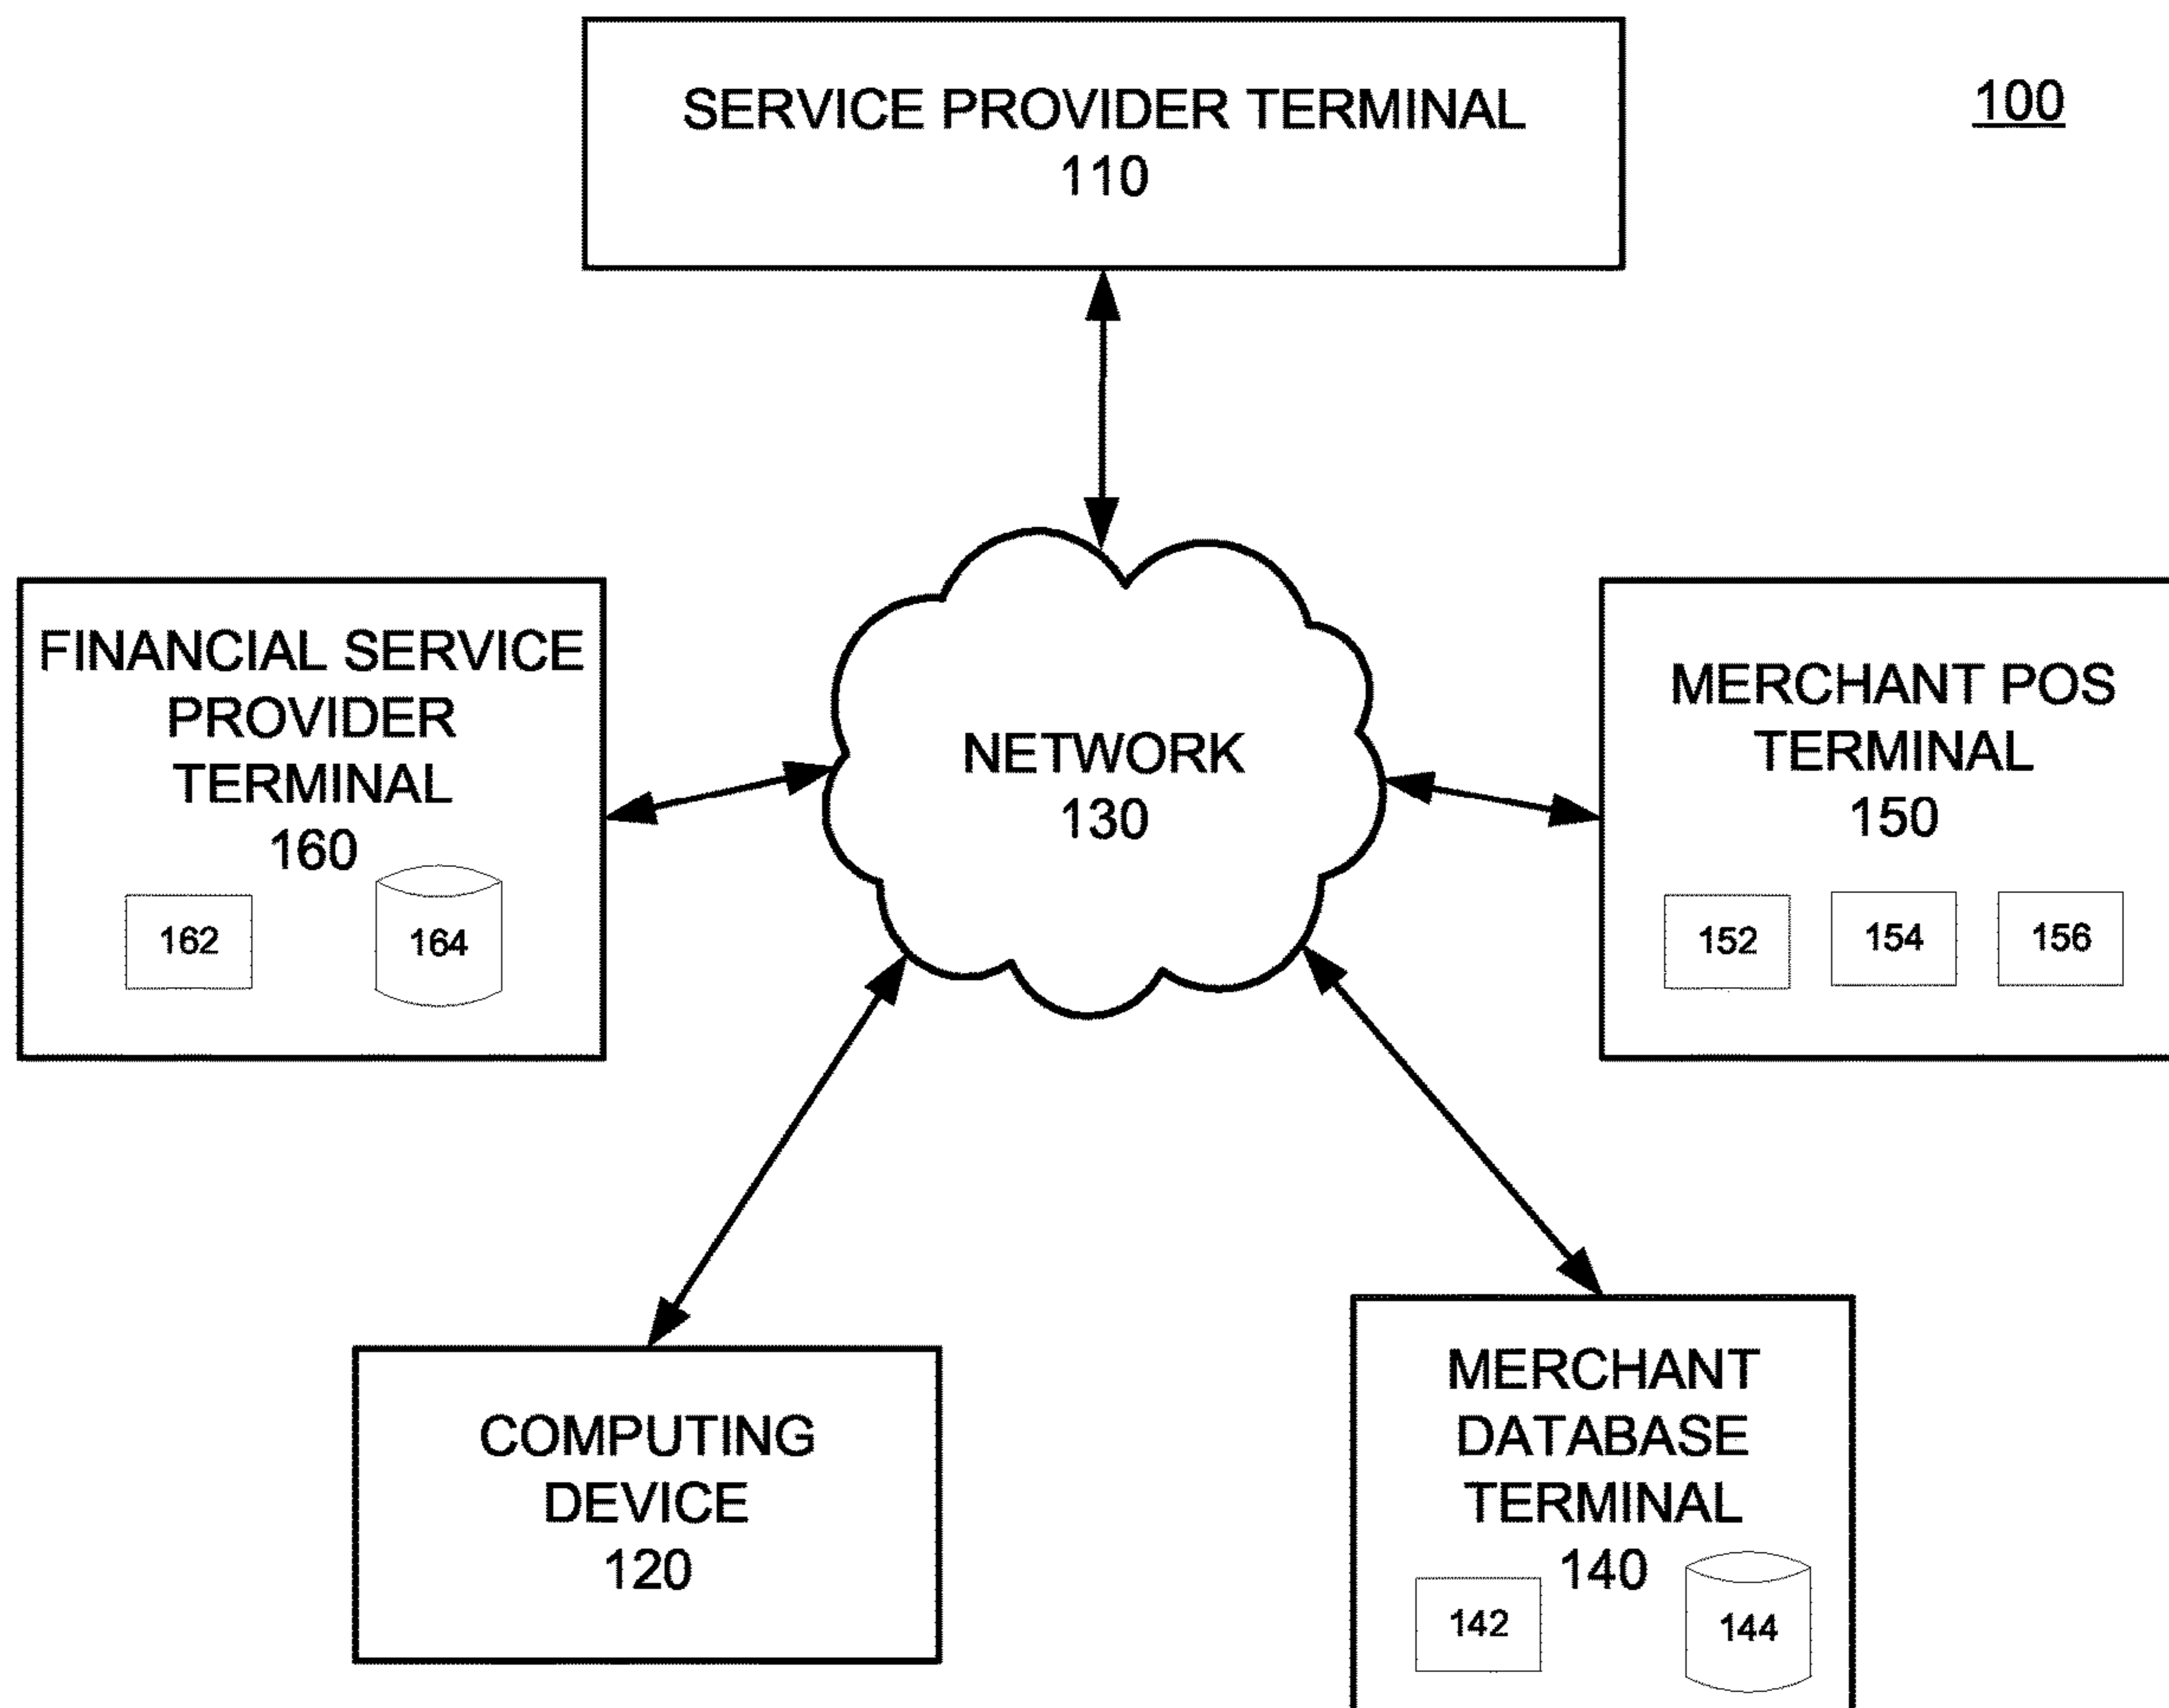 SERVICE PROVIDER TERMINAL
110
100
FINANCIAL SERVICE
PROVIDER
TERMINAL
160
162
164
NETWORK
130
MERCHANT POS
TERMINAL
150
152
154
156
COMPUTING
DEVICE
120
MERCHANT
DATABASE
TERMINAL
140
142
144